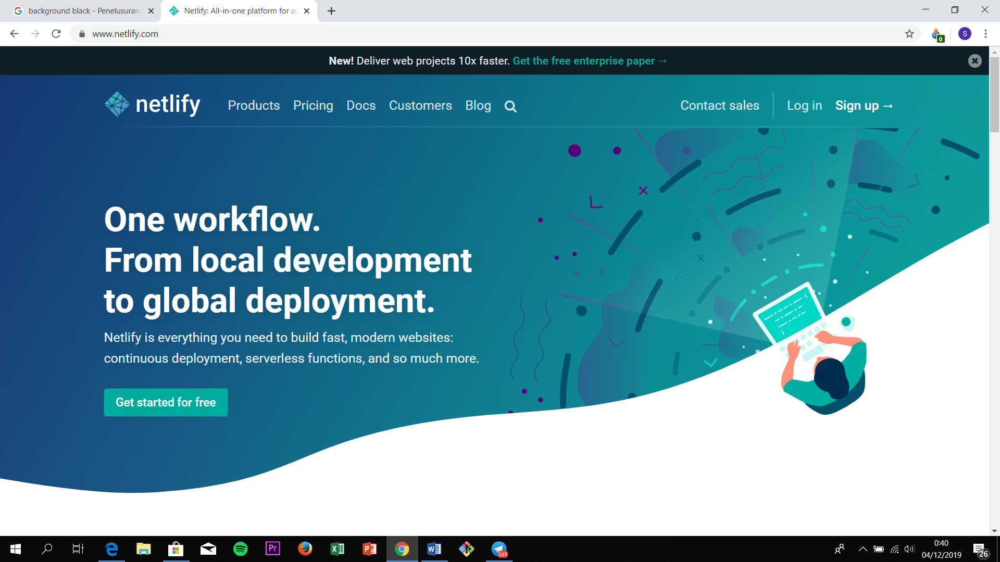 background black - Penelusuran
Netlify: All-in-one platform for au
www.netlify.com
S
0
New! Deliver web projects 10x faster. Get the free enterprise paper →
netlify
Products Pricing Docs Customers Blog
Contact sales Log in Sign up →
One workflow.
From local development
to global deployment.
Netlify is everything you need to build fast, modern websites:
continuous deployment, serverless functions, and so much more.
Get started for free
549
0:40
04/12/2019
26